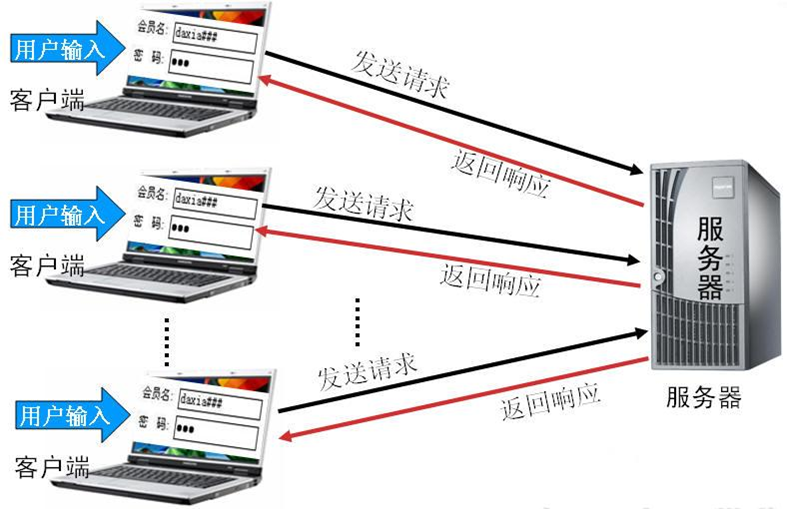 会员名: daxia###
密 码: ●●●
用户输入
客户端
发送请求
返回响应
会员名: daxia###
密 码: ●●●
用户输入
客户端
发送请求
返回响应
服务器
会员名: daxia###
密 码: ●●●
用户输入
客户端
发送请求
返回响应
服务器